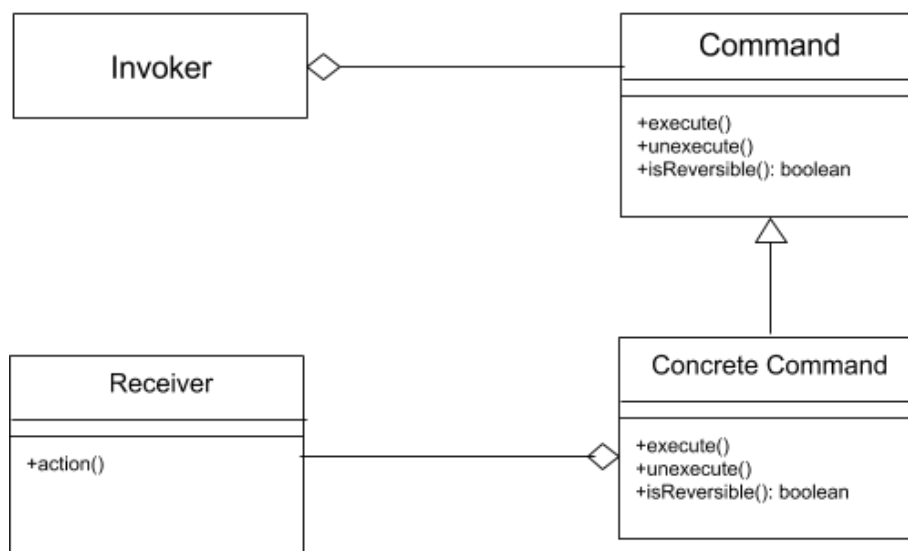 Invoker
Command
+execute()
+unexecute()
+isReversible(): boolean
Receiver
+action()
Concrete Command
+execute()
+unexecute()
+isReversible(): boolean